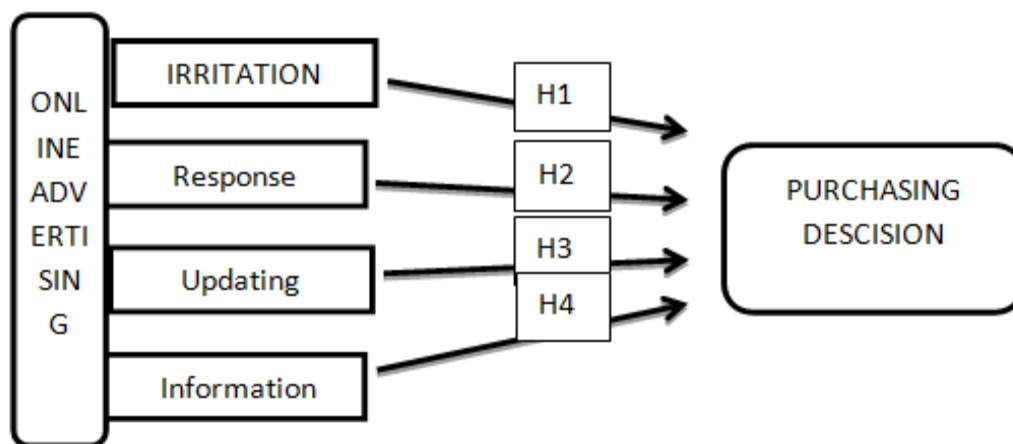 ONL
INE
ADV
ERTI
SIN
G
IRRITATION
H1
Response
H2
Updating
H3
Information
H4
PURCHASING
DESCISION